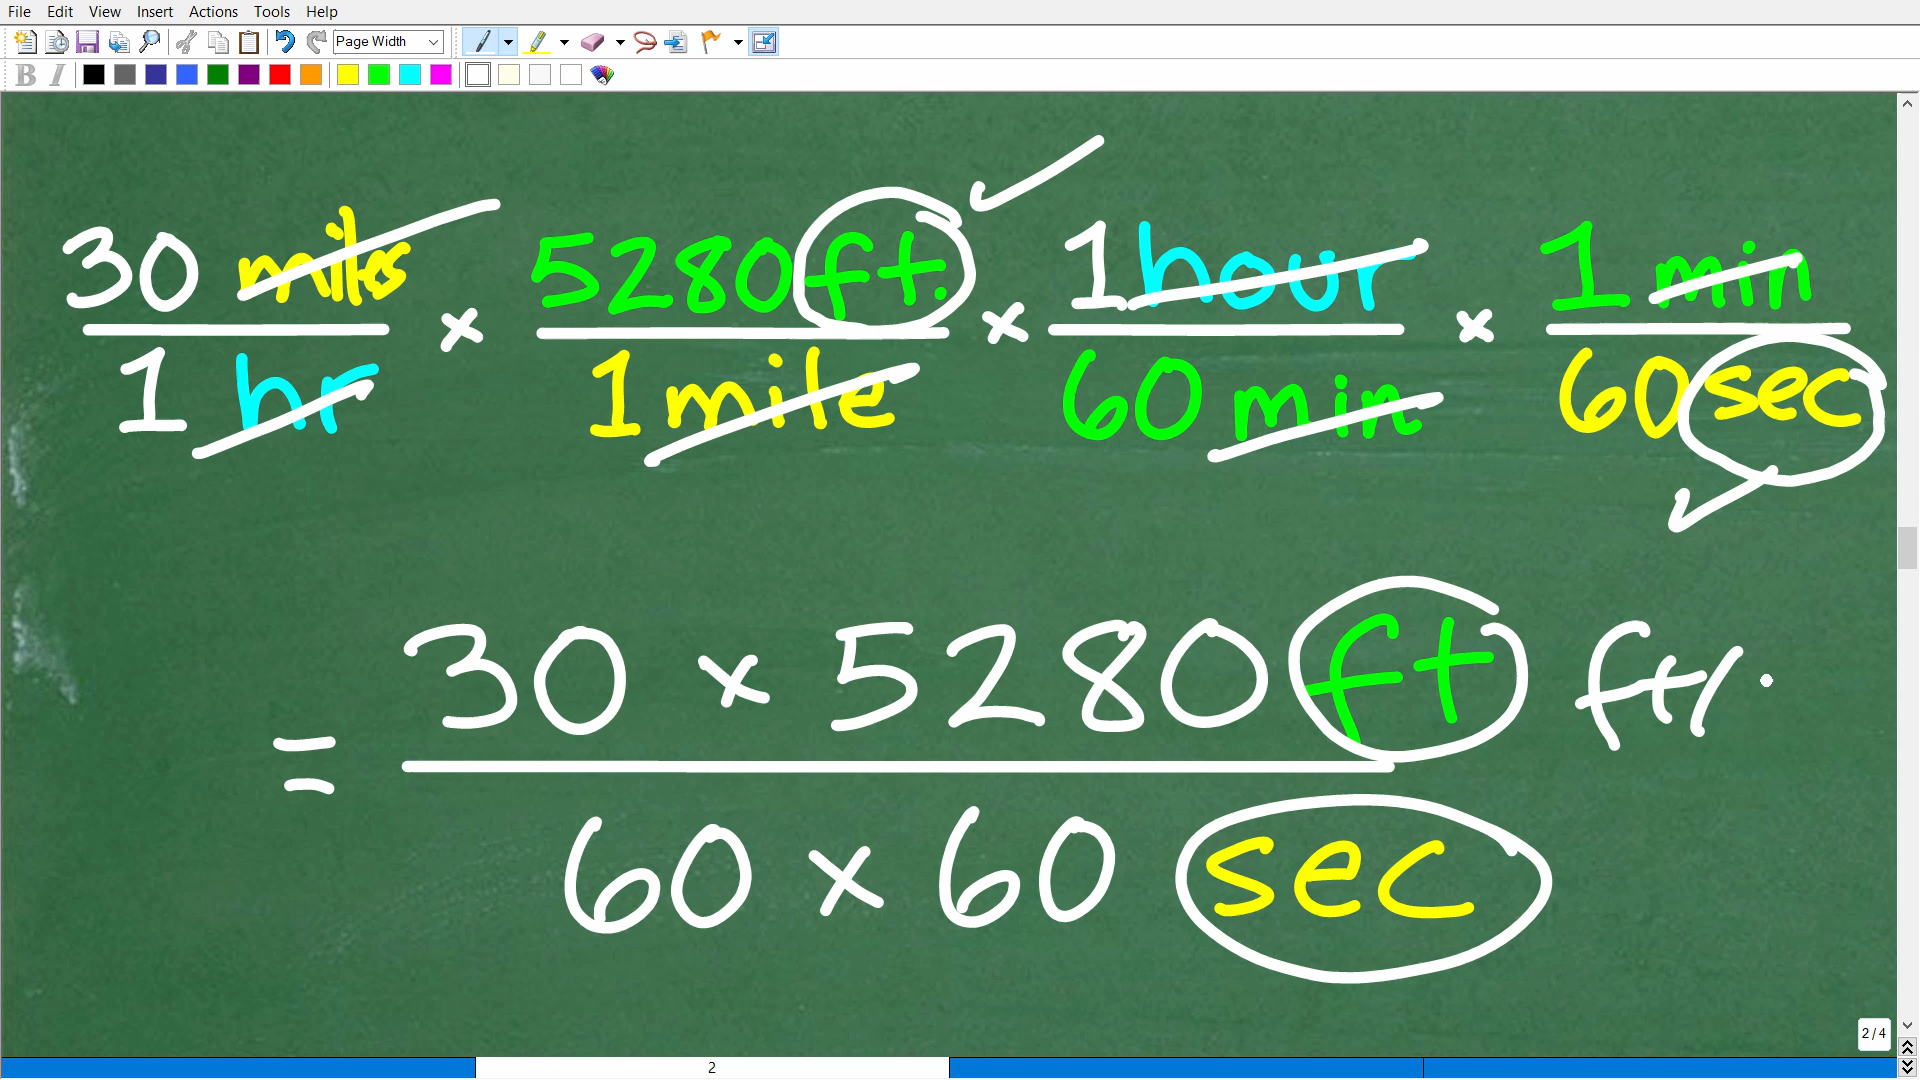 File Edit View Insert Actions Tools Help
Page Width
B I
30 miles × 5280 ft. × 1 hour × 1 min
1 hr 1 mile 60 min 60 sec
30 × 5280 ft ft/
=
60 × 60 sec
2 / 4
2